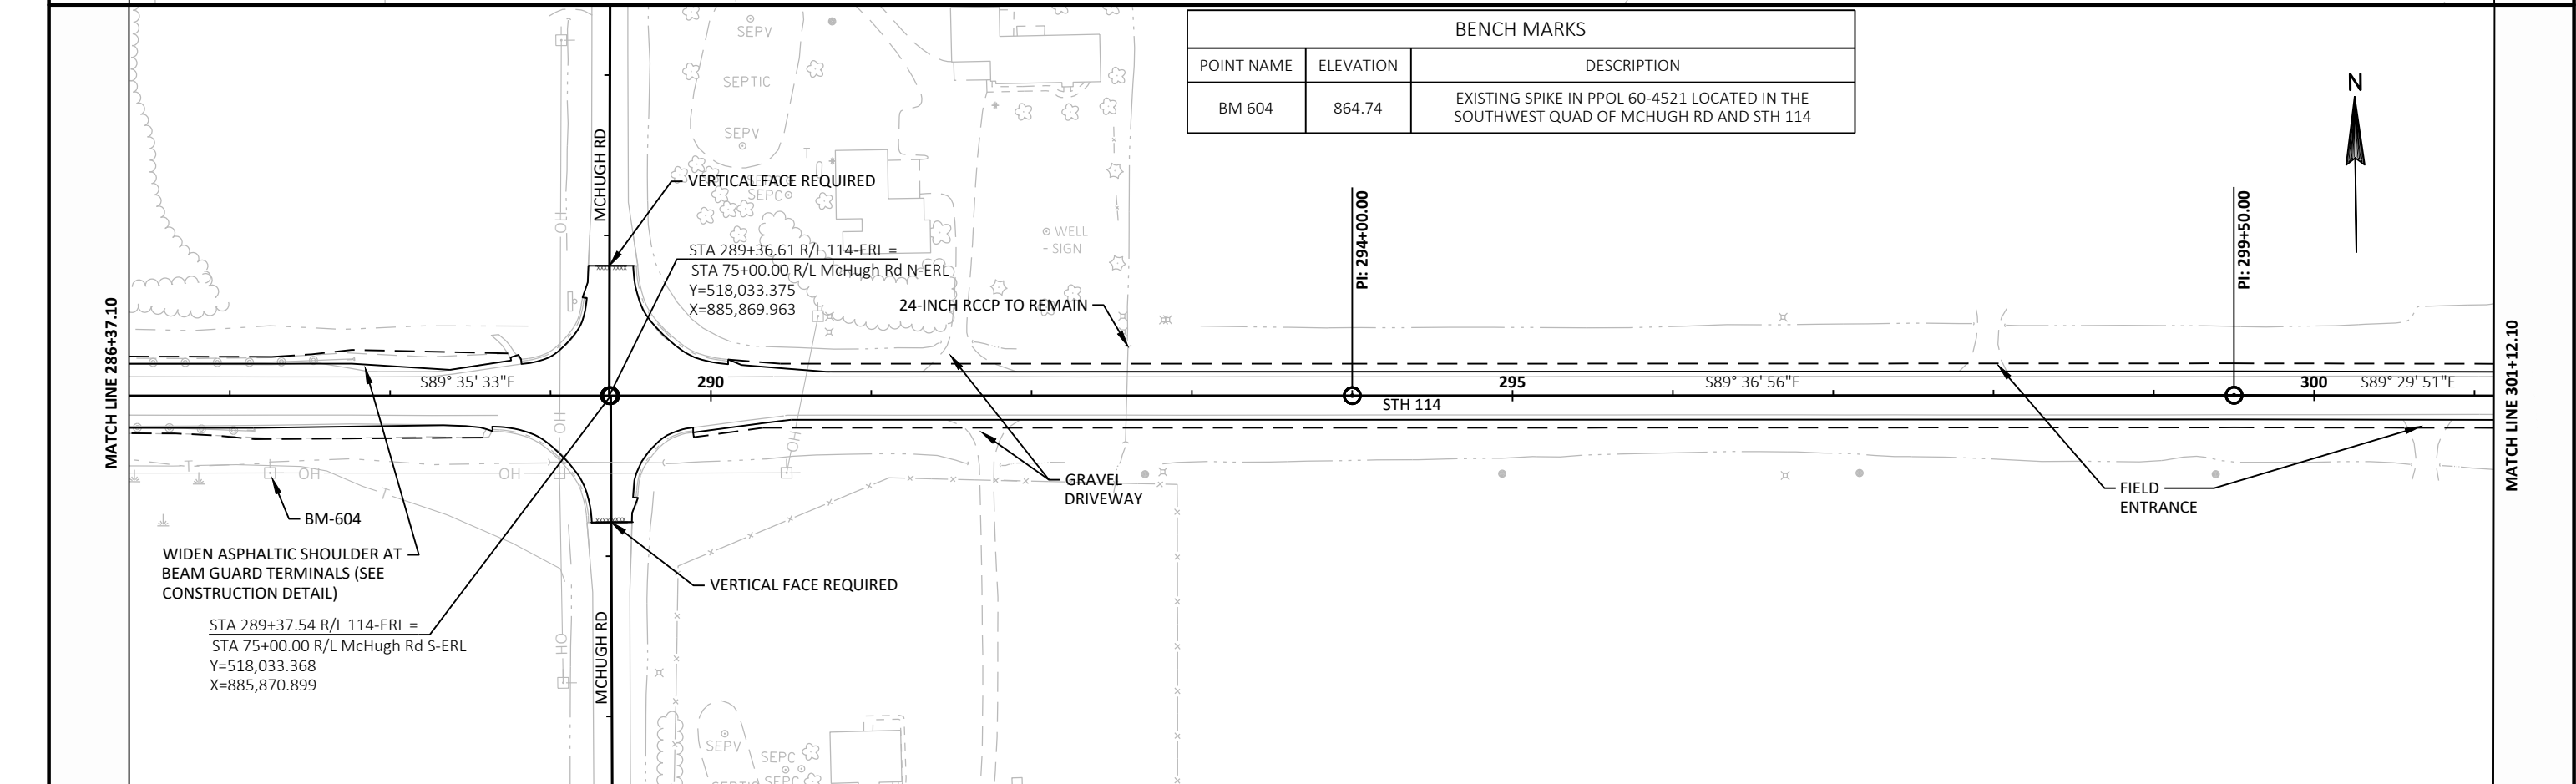 BENCH MARKS
POINT NAME ELEVATION DESCRIPTION
BM 604 864.74 EXISTING SPIKE IN PPOL 60-4521 LOCATED IN THE
SOUTHWEST QUAD OF MCHUGH RD AND STH 114
N
SEPV
SEPTIC
SEPV
T
MCHUGH RD
VERTICAL FACE REQUIRED
SEPC
OH
WELL
SIGN
STA 289+36.61 R/L 114-ERL =
STA 75+00.00 R/L McHugh Rd N-ERL
Y=518,033.375
X=885,869.963
24-INCH RCCP TO REMAIN
PI: 294+00.00
PI: 299+50.00
MATCH LINE 286+37.10
S89° 35' 33"E
290
295
S89° 36' 56"E
300
S89° 29' 51"E
MATCH LINE 301+12.10
STH 114
OH
OH
T
OH
OH
T
GRAVEL
DRIVEWAY
FIELD
ENTRANCE
BM-604
WIDEN ASPHALTIC SHOULDER AT
BEAM GUARD TERMINALS (SEE
CONSTRUCTION DETAIL)
VERTICAL FACE REQUIRED
STA 289+37.54 R/L 114-ERL =
STA 75+00.00 R/L McHugh Rd S-ERL
Y=518,033.368
X=885,870.899
OH
MCHUGH RD
SEPV
SEPC
SEPC
SEPTIC